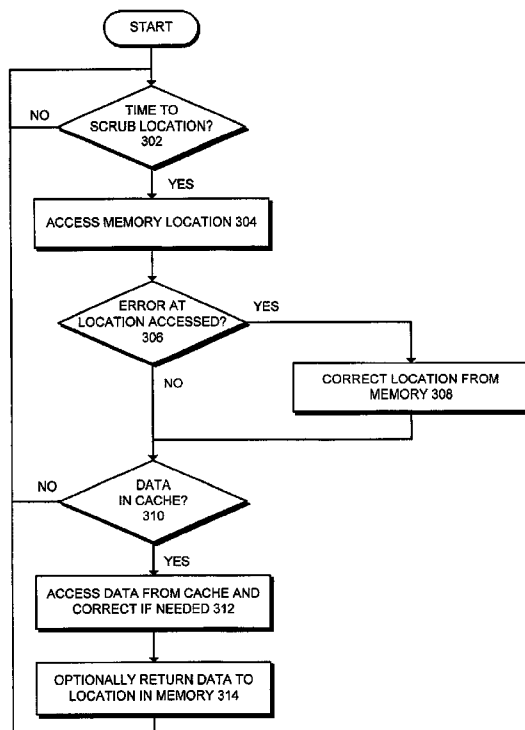 START
NO
TIME TO
SCRUB LOCATION?
302
YES
ACCESS MEMORY LOCATION 304
ERROR AT
LOCATION ACCESSED?
306
YES
NO
CORRECT LOCATION FROM
MEMORY 308
NO
DATA
IN CACHE?
310
YES
ACCESS DATA FROM CACHE AND
CORRECT IF NEEDED 312
OPTIONALLY RETURN DATA TO
LOCATION IN MEMORY 314